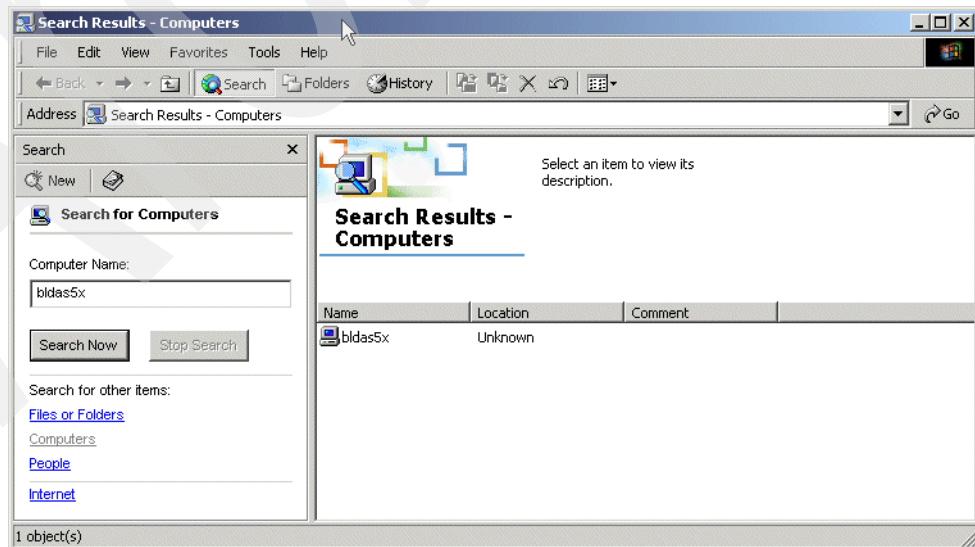 Search Results - Computers
File Edit View Favorites Tools Help
Back Search Folders History
Address Search Results - Computers Go
Search
New
Search for Computers
Computer Name:
bldas5x
Search Now Stop Search
Search for other items:
Files or Folders
Computers
People
Internet
Search Results -
Computers
Select an item to view its
description.
Name Location Comment
bldas5x Unknown
1 object(s)